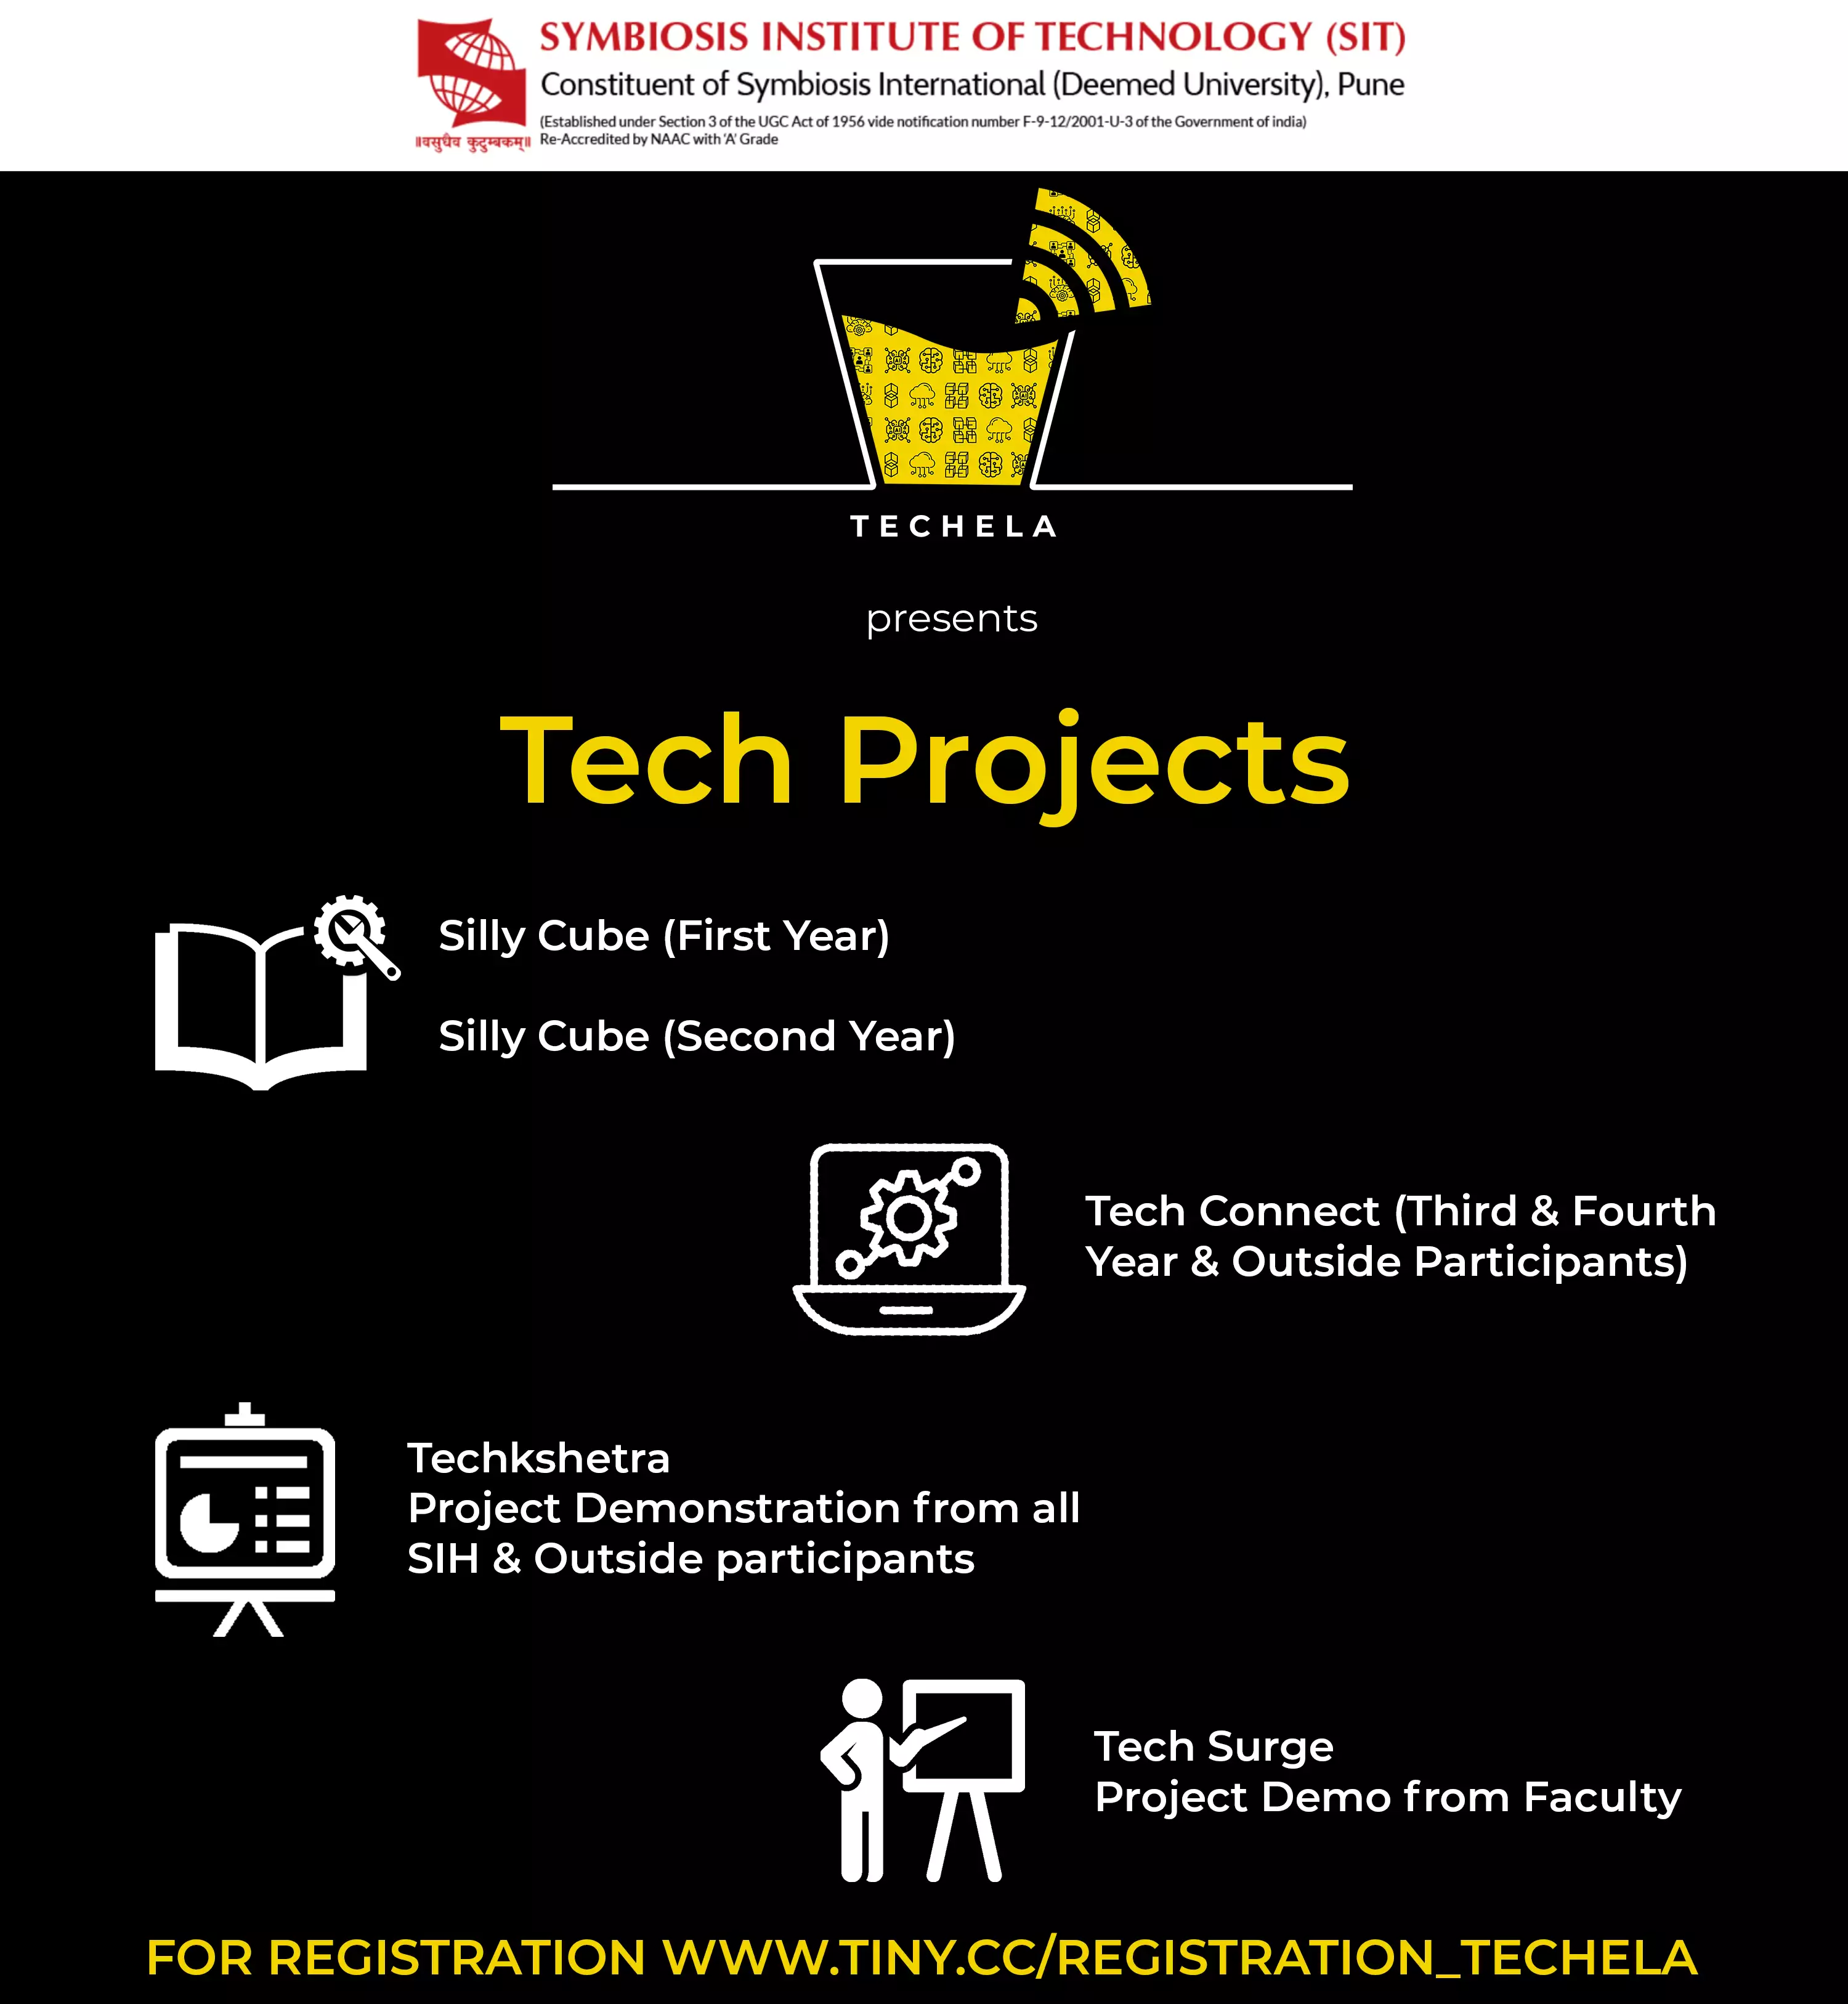 SYMBIOSIS INSTITUTE OF TECHNOLOGY (SIT)
Constituent of Symbiosis International (Deemed University), Pune
(Established under Section 3 of the UGC Act of 1956 vide notification number F-9-12/2001-U-3 of the Government of india)
Re-Accredited by NAAC with 'A' Grade
॥वसुधैव कुटुम्बकम्॥
TECHELA
presents
Tech Projects
Silly Cube (First Year)
Silly Cube (Second Year)
Tech Connect (Third & Fourth
Year & Outside Participants)
Techkshetra
Project Demonstration from all
SIH & Outside participants
Tech Surge
Project Demo from Faculty
FOR REGISTRATION WWW.TINY.CC/REGISTRATION_TECHELA